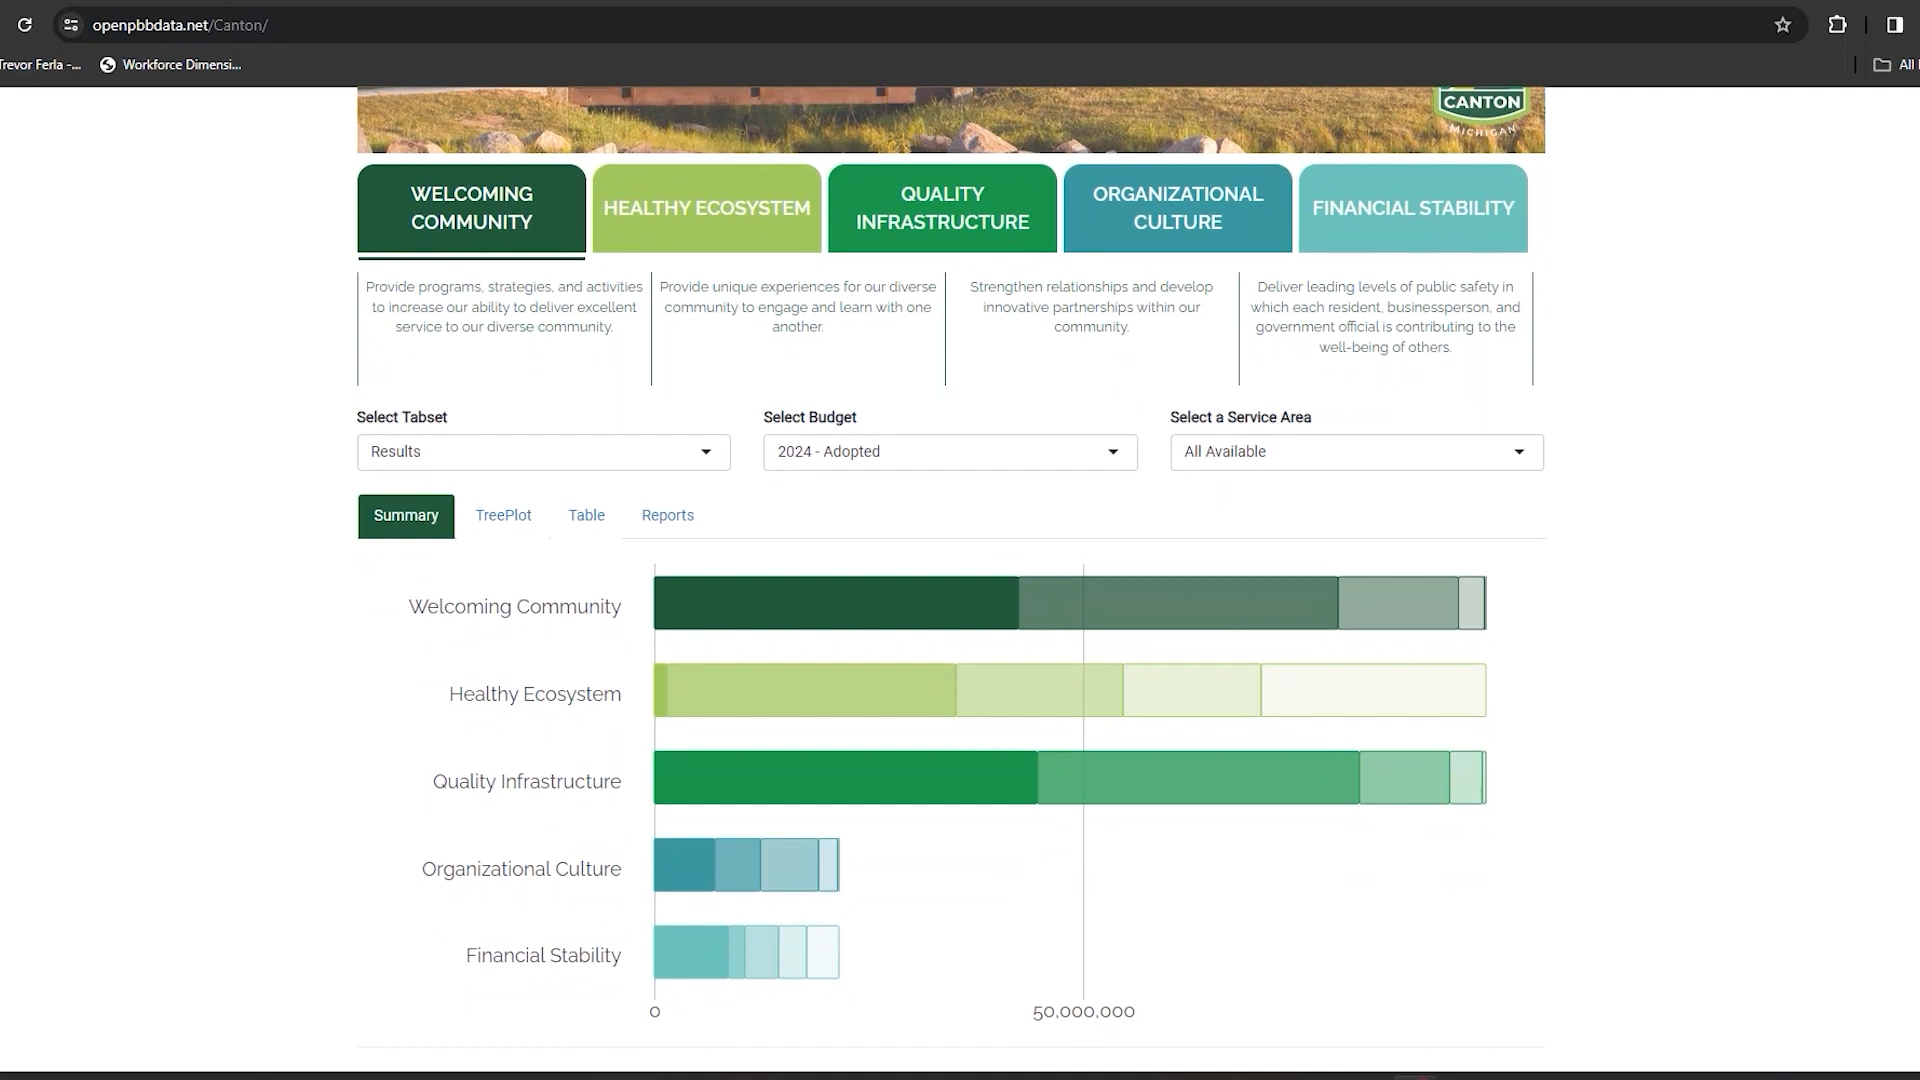 openpbbdata.net/Canton/
Trevor Ferla -...
Workforce Dimensi...
All
CANTON
MICHIGAN
WELCOMING
COMMUNITY
HEALTHY ECOSYSTEM
QUALITY
INFRASTRUCTURE
ORGANIZATIONAL
CULTURE
FINANCIAL STABILITY
Provide programs, strategies, and activities
to increase our ability to deliver excellent
service to our diverse community.
Provide unique experiences for our diverse
community to engage and learn with one
another.
Strengthen relationships and develop
innovative partnerships within our
community.
Deliver leading levels of public safety in
which each resident, businessperson, and
government official is contributing to the
well-being of others.
Select Tabset
Select Budget
Select a Service Area
Results
2024 - Adopted
All Available
Summary
TreePlot
Table
Reports
Welcoming Community
Healthy Ecosystem
Quality Infrastructure
Organizational Culture
Financial Stability
0
50,000,000